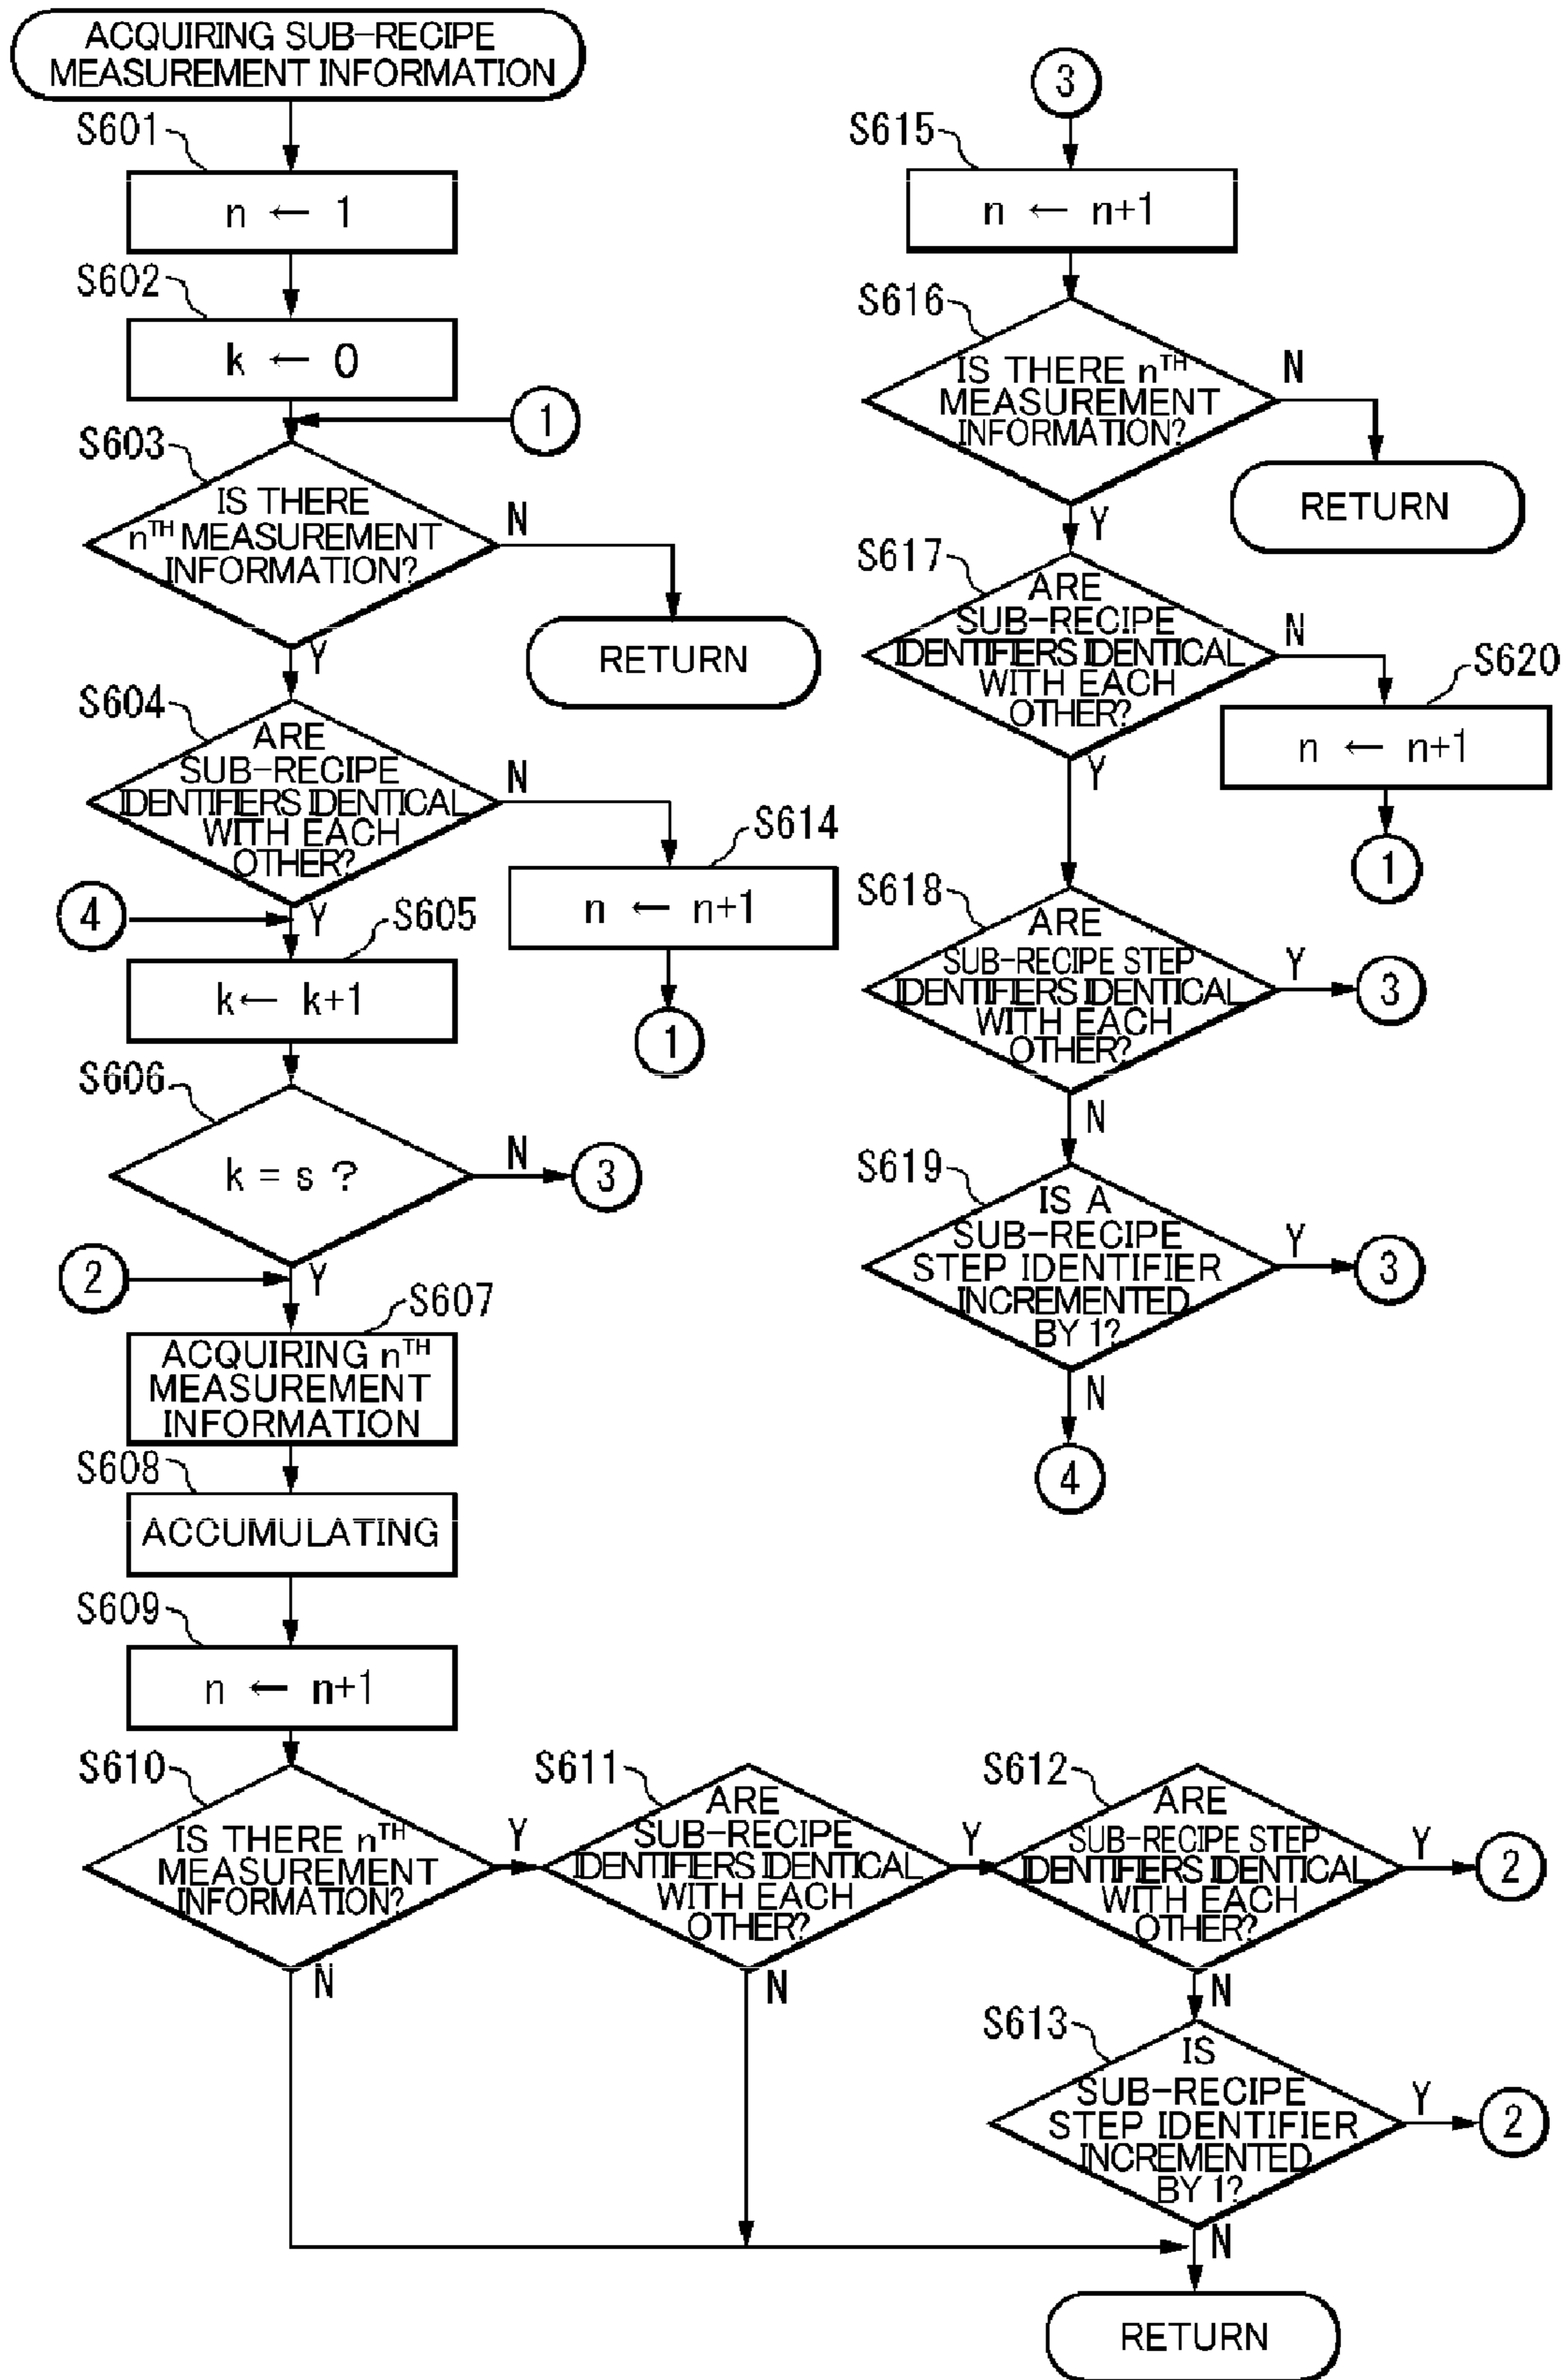 ACQUIRING SUB-RECIPE
MEASUREMENT INFORMATION
S601
n ← 1
S602
k ← 0
1
S603
IS THERE
nTH MEASUREMENT
INFORMATION?
N
RETURN
Y
S604
ARE
SUB-RECIPE
IDENTIFIERS IDENTICAL
WITH EACH
OTHER?
N
S614
n ← n+1
1
4
Y
S605
k ← k+1
S606
k = s ?
N
3
2
Y
S607
ACQUIRING nTH
MEASUREMENT
INFORMATION
S608
ACCUMULATING
S609
n ← n+1
S610
IS THERE nTH
MEASUREMENT
INFORMATION?
Y
N
S611
ARE
SUB-RECIPE
IDENTIFIERS IDENTICAL
WITH EACH
OTHER?
Y
N
S612
ARE
SUB-RECIPE STEP
IDENTIFIERS IDENTICAL
WITH EACH
OTHER?
Y
2
N
S613
IS
SUB-RECIPE
STEP IDENTIFIER
INCREMENTED
BY 1?
Y
2
N
RETURN
3
S615
n ← n+1
S616
IS THERE nTH
MEASUREMENT
INFORMATION?
N
RETURN
Y
S617
ARE
SUB-RECIPE
IDENTIFIERS IDENTICAL
WITH EACH
OTHER?
N
S620
n ← n+1
1
Y
S618
ARE
SUB-RECIPE STEP
IDENTIFIERS IDENTICAL
WITH EACH
OTHER?
Y
3
N
S619
IS A
SUB-RECIPE
STEP IDENTIFIER
INCREMENTED
BY 1?
Y
3
N
4